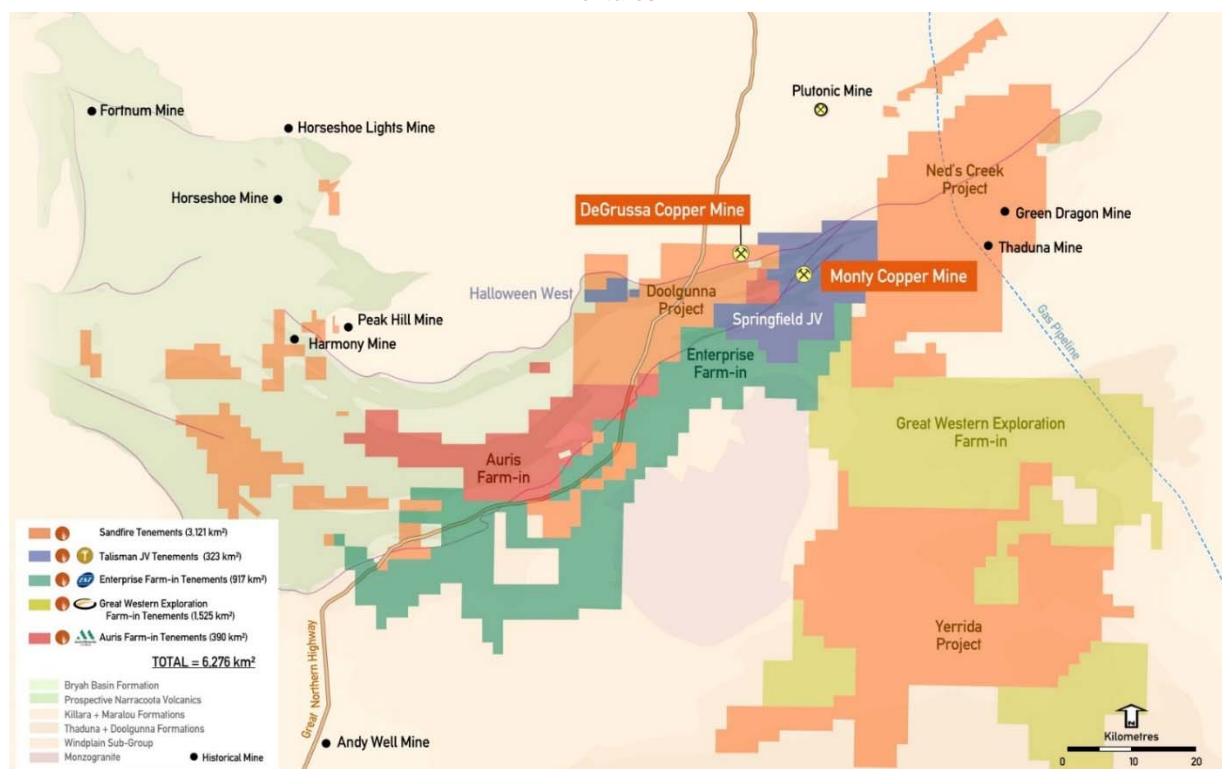 Plutonic Mine
Fortnum Mine
Horseshoe Lights Mine
Ned's Creek
Project
Horseshoe Mine
DeGrussa Copper Mine
Green Dragon Mine
Thaduna Mine
Monty Copper Mine
Halloween West
Doolgunna
Project
Springfield JV
Gas Pipeline
Peak Hill Mine
Harmony Mine
Enterprise
Farm-in
Great Western Exploration
Farm-in
Auris
Farm-in
Sandfire Tenements (3,121 km²)
Talisman JV Tenements (323 km²)
Enterprise Farm-in Tenements (917 km²)
Great Western Exploration
Farm-in Tenements (1,525 km²)
Auris Farm-in Tenements (390 km²)
TOTAL = 6,276 km²
Bryah Basin Formation
Prospective Narracoota Volcanics
Killara + Maralou Formations
Thaduna + Doolgunna Formations
Windplain Sub-Group
Monzogranite
Historical Mine
Great Northern Highway
Andy Well Mine
Yerrida
Project
N
Kilometres
0 10 20